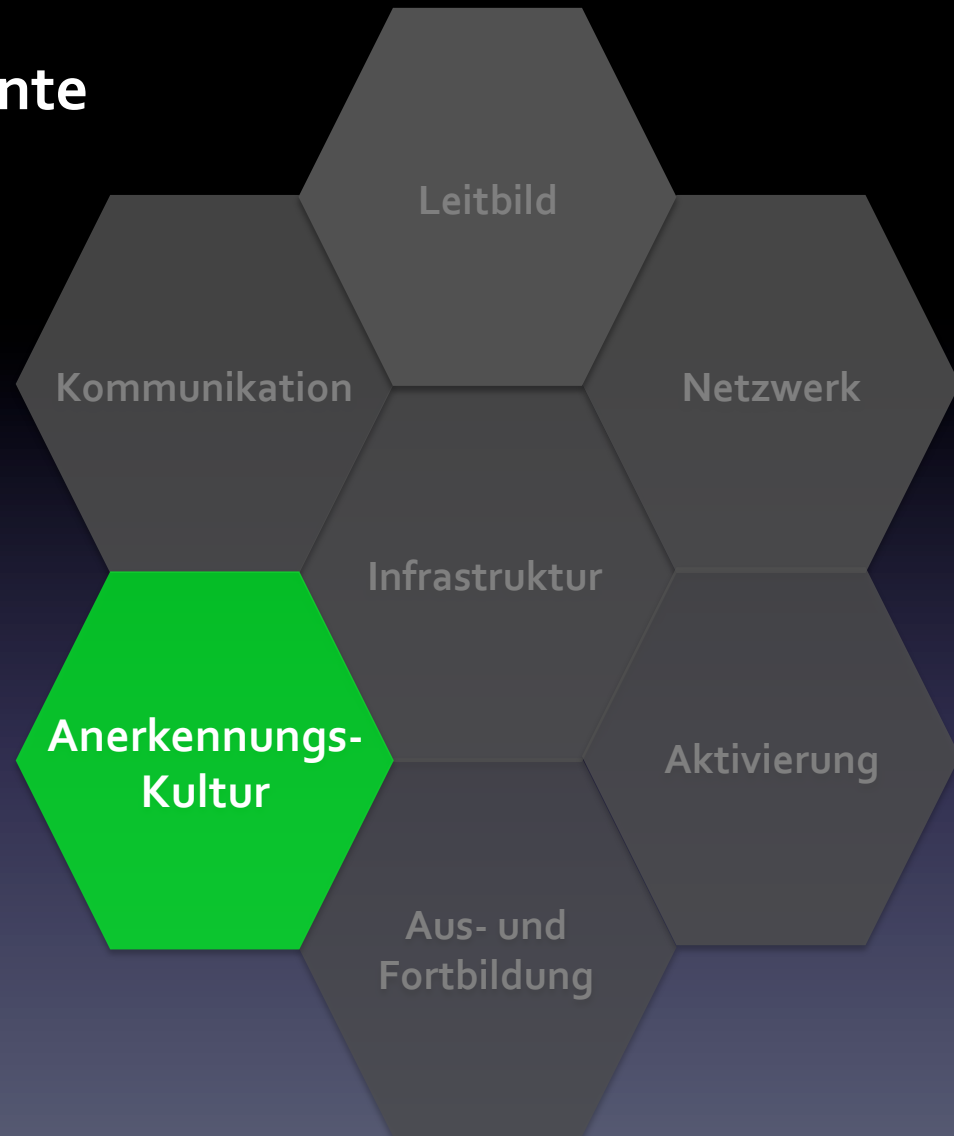 nte
Leitbild
Kommunikation
Netzwerk
Infrastruktur
Anerkennungs-
Kultur
Aktivierung
Aus- und
Fortbildung